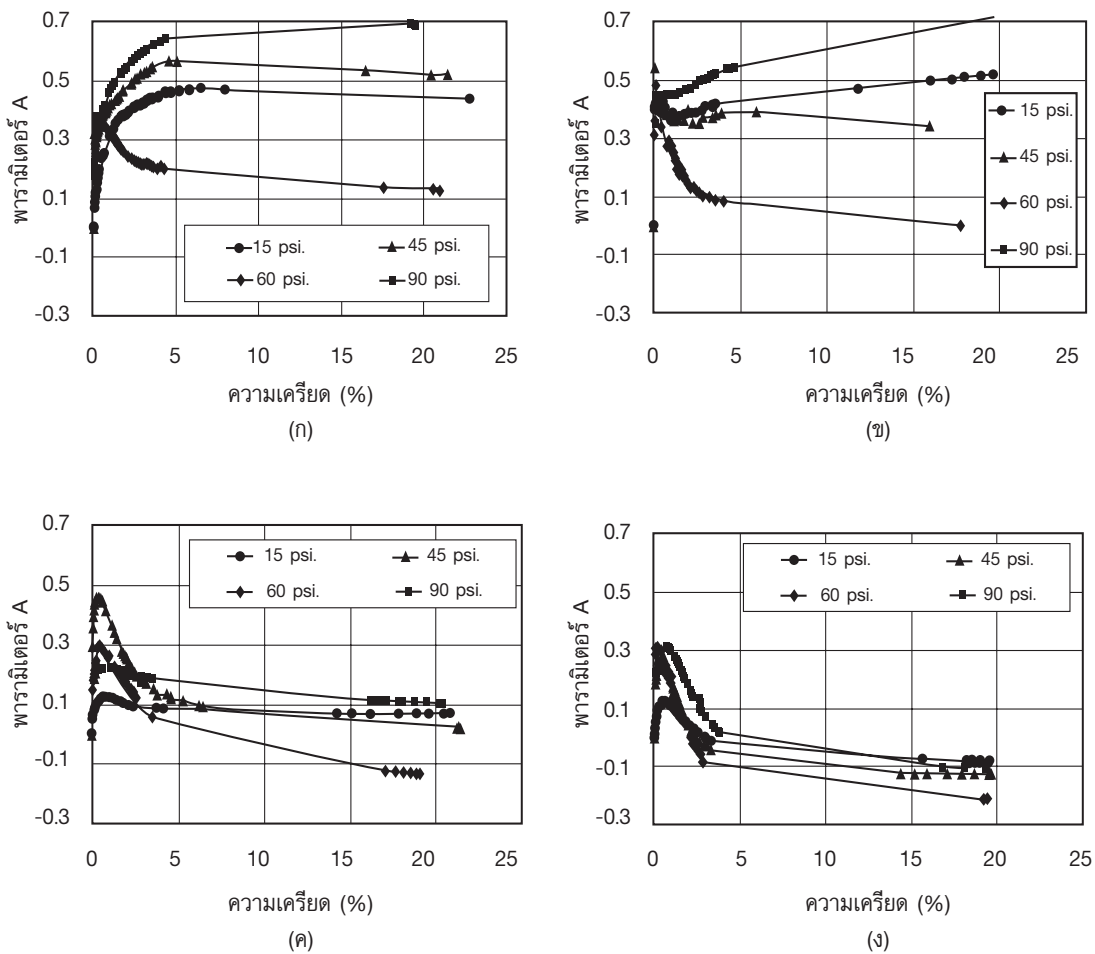 0.7
0.5
0.3
0.1
-0.1
-0.3
พารามิเตอร์ A
15 psi. 45 psi.
60 psi. 90 psi.
0 5 10 15 20 25
ความเครียด (%)
(ก)
0.7
0.5
0.3
0.1
-0.1
-0.3
พารามิเตอร์ A
15 psi.
45 psi.
60 psi.
90 psi.
0 5 10 15 20 25
ความเครียด (%)
(ข)
0.7
0.5
0.3
0.1
-0.1
-0.3
พารามิเตอร์ A
15 psi. 45 psi.
60 psi. 90 psi.
0 5 10 15 20 25
ความเครียด (%)
(ค)
0.7
0.5
0.3
0.1
-0.1
-0.3
พารามิเตอร์ A
15 psi. 45 psi.
60 psi. 90 psi.
0 5 10 15 20 25
ความเครียด (%)
(ง)